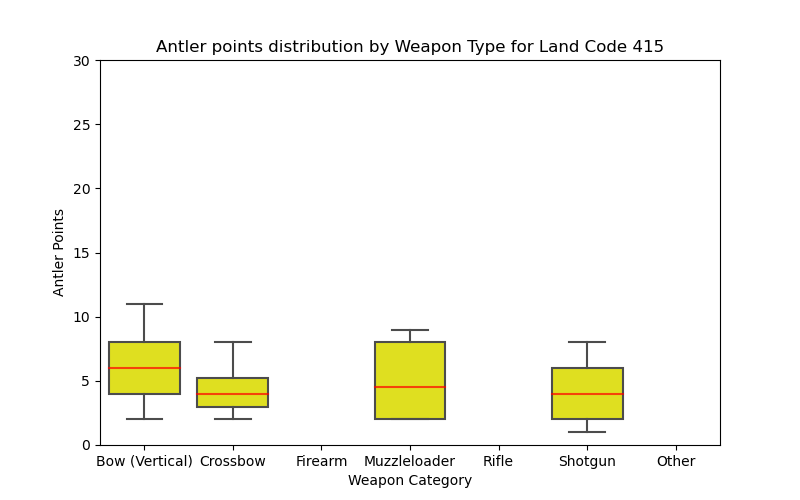 Antler points distribution by Weapon Type for Land Code 415
30
25
20
15
10
5
0
Antler Points
Bow (Vertical) Crossbow Firearm Muzzleloader Rifle Shotgun Other
Weapon Category